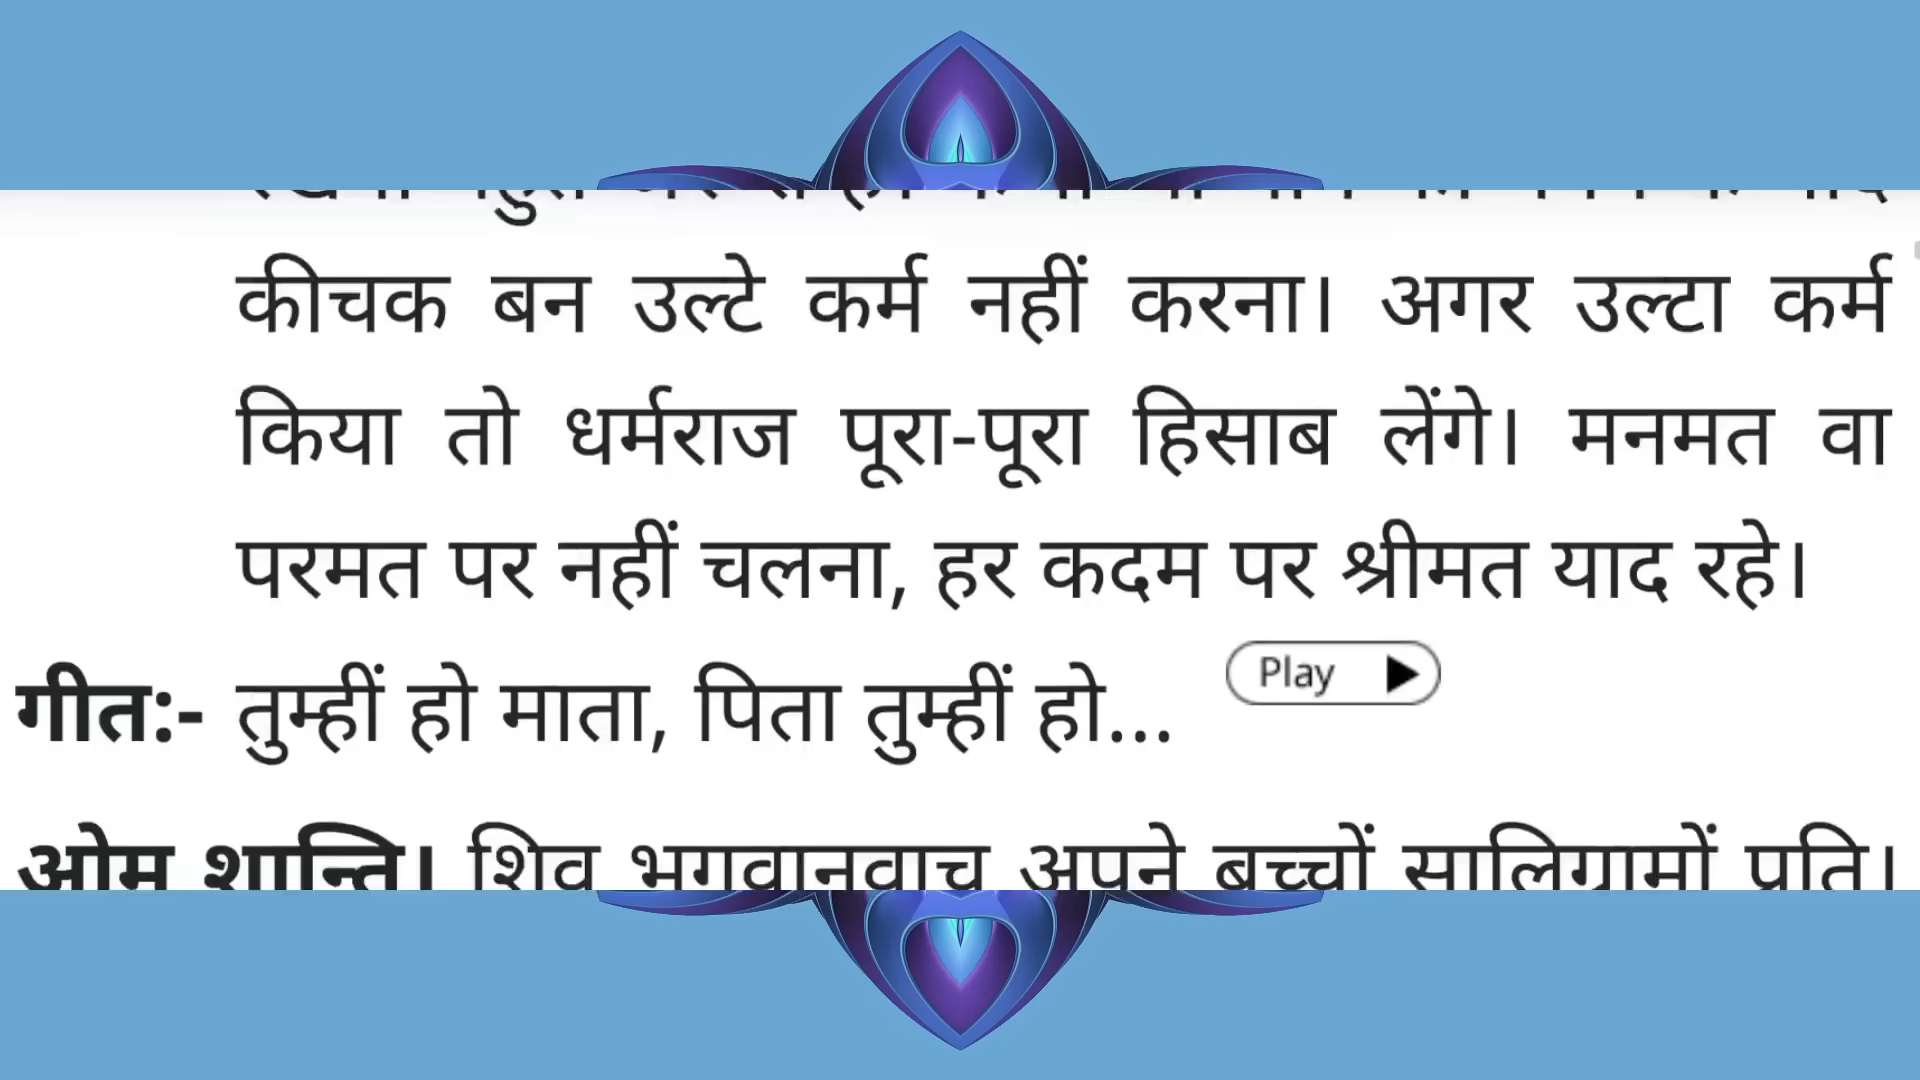 कीचक बन उल्टे कर्म नहीं करना। अगर उल्टा कर्म
किया तो धर्मराज पूरा-पूरा हिसाब लेंगे। मनमत वा
परमत पर नहीं चलना, हर कदम पर श्रीमत याद रहे।
गीत:- तुम्हीं हो माता, पिता तुम्हीं हो... Play
ओम् शान्ति। शिव भगवानुवाच अपने बच्चों सालिग्रामों प्रति।